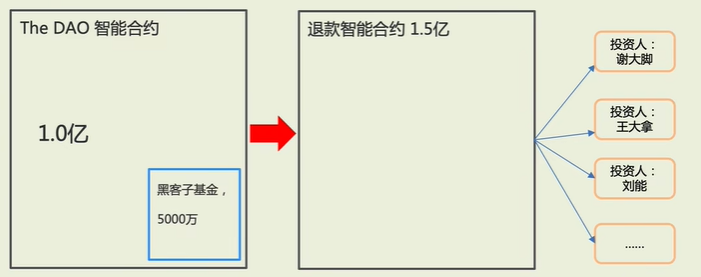 The DAO 智能合约
1.0亿
黑客子基金，
5000万
退款智能合约 1.5亿
投资人：
谢大脚
投资人：
王大拿
投资人：
刘能
……